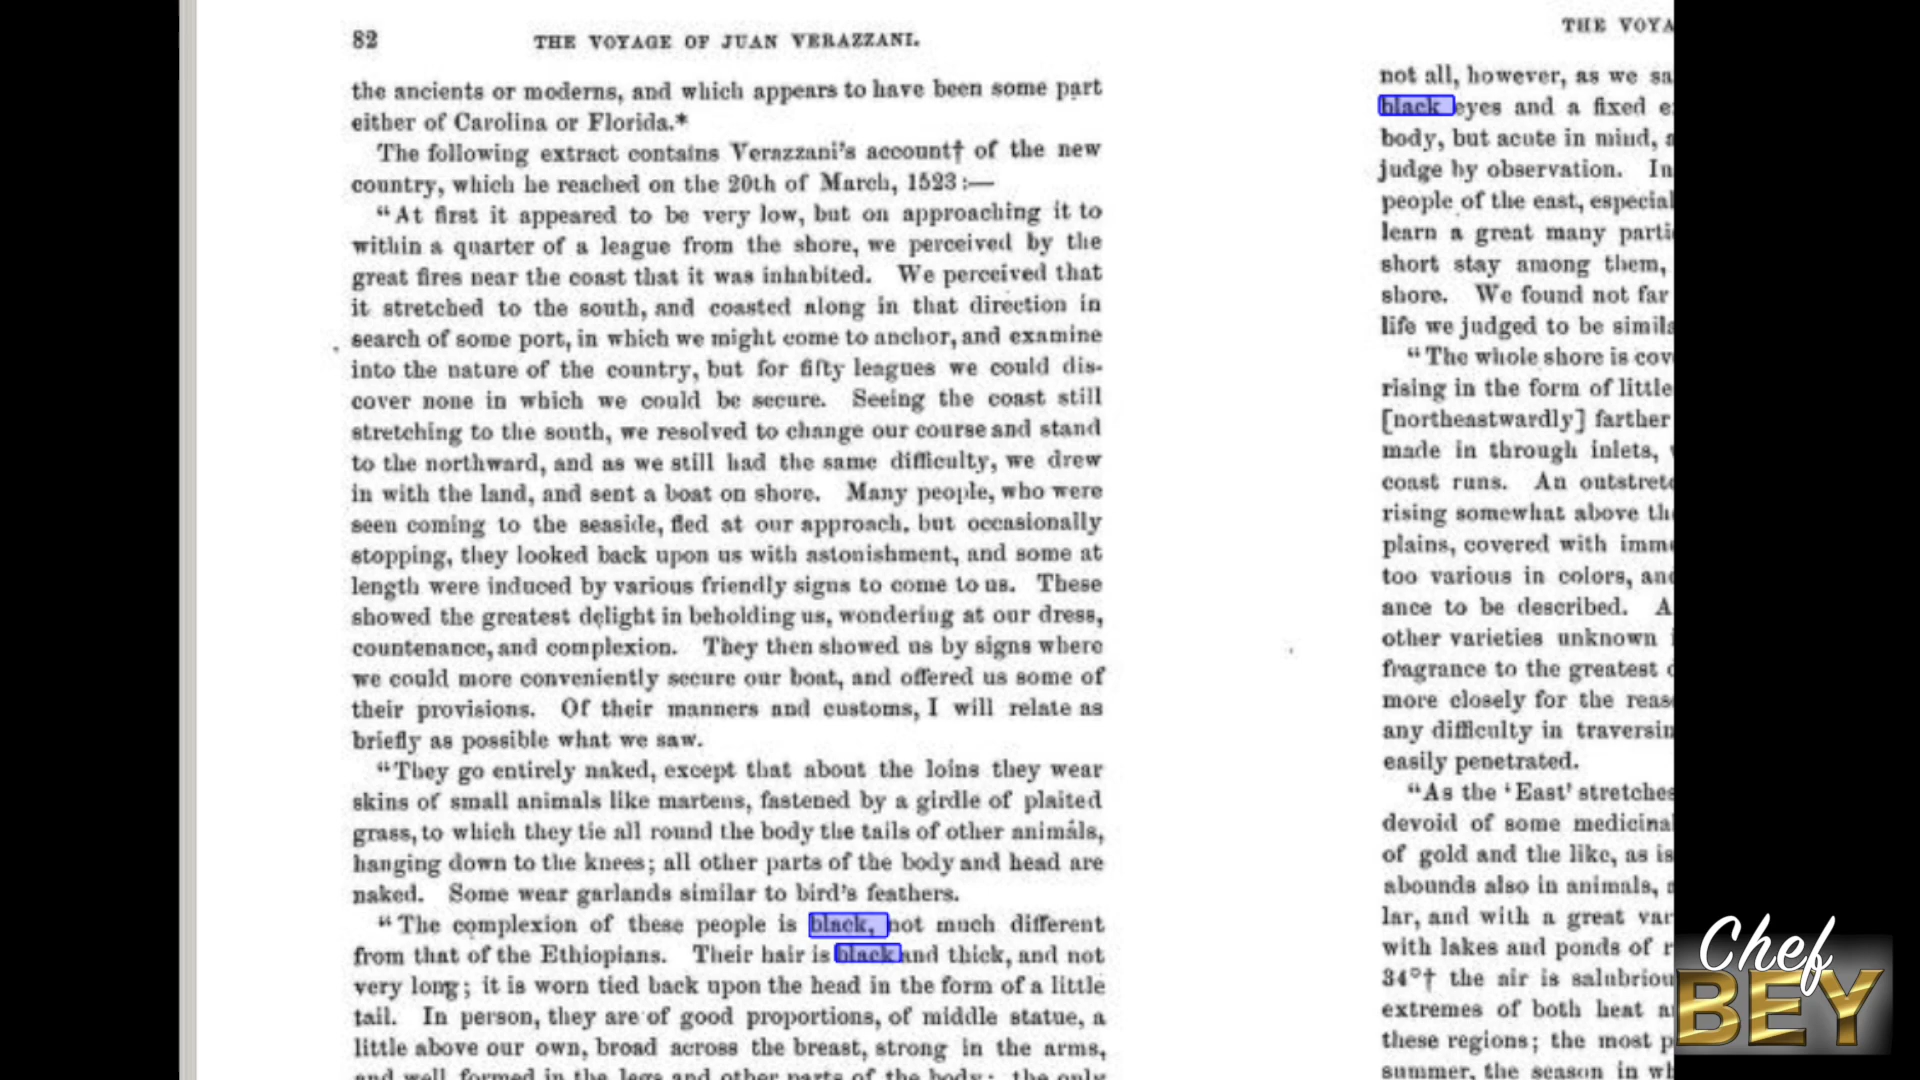 82
THE VOYAGE OF JUAN VERAZZANI.
the ancients or moderns, and which appears to have been some part
either of Carolina or Florida.*
The following extract contains Verazzani's account† of the new
country, which he reached on the 20th of March, 1523:—
"At first it appeared to be very low, but on approaching it to
within a quarter of a league from the shore, we perceived by the
great fires near the coast that it was inhabited. We perceived that
it stretched to the south, and coasted along in that direction in
search of some port, in which we might come to anchor, and examine
into the nature of the country, but for fifty leagues we could dis-
cover none in which we could be secure. Seeing the coast still
stretching to the south, we resolved to change our course and stand
to the northward, and as we still had the same difficulty, we drew
in with the land, and sent a boat on shore. Many people, who were
seen coming to the seaside, fled at our approach, but occasionally
stopping, they looked back upon us with astonishment, and some at
length were induced by various friendly signs to come to us. These
showed the greatest delight in beholding us, wondering at our dress,
countenance, and complexion. They then showed us by signs where
we could more conveniently secure our boat, and offered us some of
their provisions. Of their manners and customs, I will relate as
briefly as possible what we saw.
"They go entirely naked, except that about the loins they wear
skins of small animals like martens, fastened by a girdle of plaited
grass, to which they tie all round the body the tails of other animals,
hanging down to the knees; all other parts of the body and head are
naked. Some wear garlands similar to bird's feathers.
"The complexion of these people is black, not much different
from that of the Ethiopians. Their hair is black and thick, and not
very long; it is worn tied back upon the head in the form of a little
tail. In person, they are of good proportions, of middle statue, a
little above our own, broad across the breast, strong in the arms,
and well formed in the legs and other parts of the body; the only
THE VOYA
not all, however, as we sa
black eyes and a fixed e
body, but acute in mind, a
judge by observation. In
people of the east, especial
learn a great many parti
short stay among them,
shore. We found not far
life we judged to be simila
"The whole shore is cov
rising in the form of little
[northeastwardly] farther
made in through inlets,
coast runs. An outstret
rising somewhat above the
plains, covered with imme
too various in colors, and
ance to be described. A
other varieties unknown
fragrance to the greatest
more closely for the reas
any difficulty in traversin
easily penetrated.
"As the 'East' stretches
devoid of some medicinal
of gold and the like, as is
abounds also in animals,
lar, and with a great var
with lakes and ponds of r
34°† the air is salubriou
extremes of both heat a
these regions; the most p
summer, the season in wh
Chef
BEY